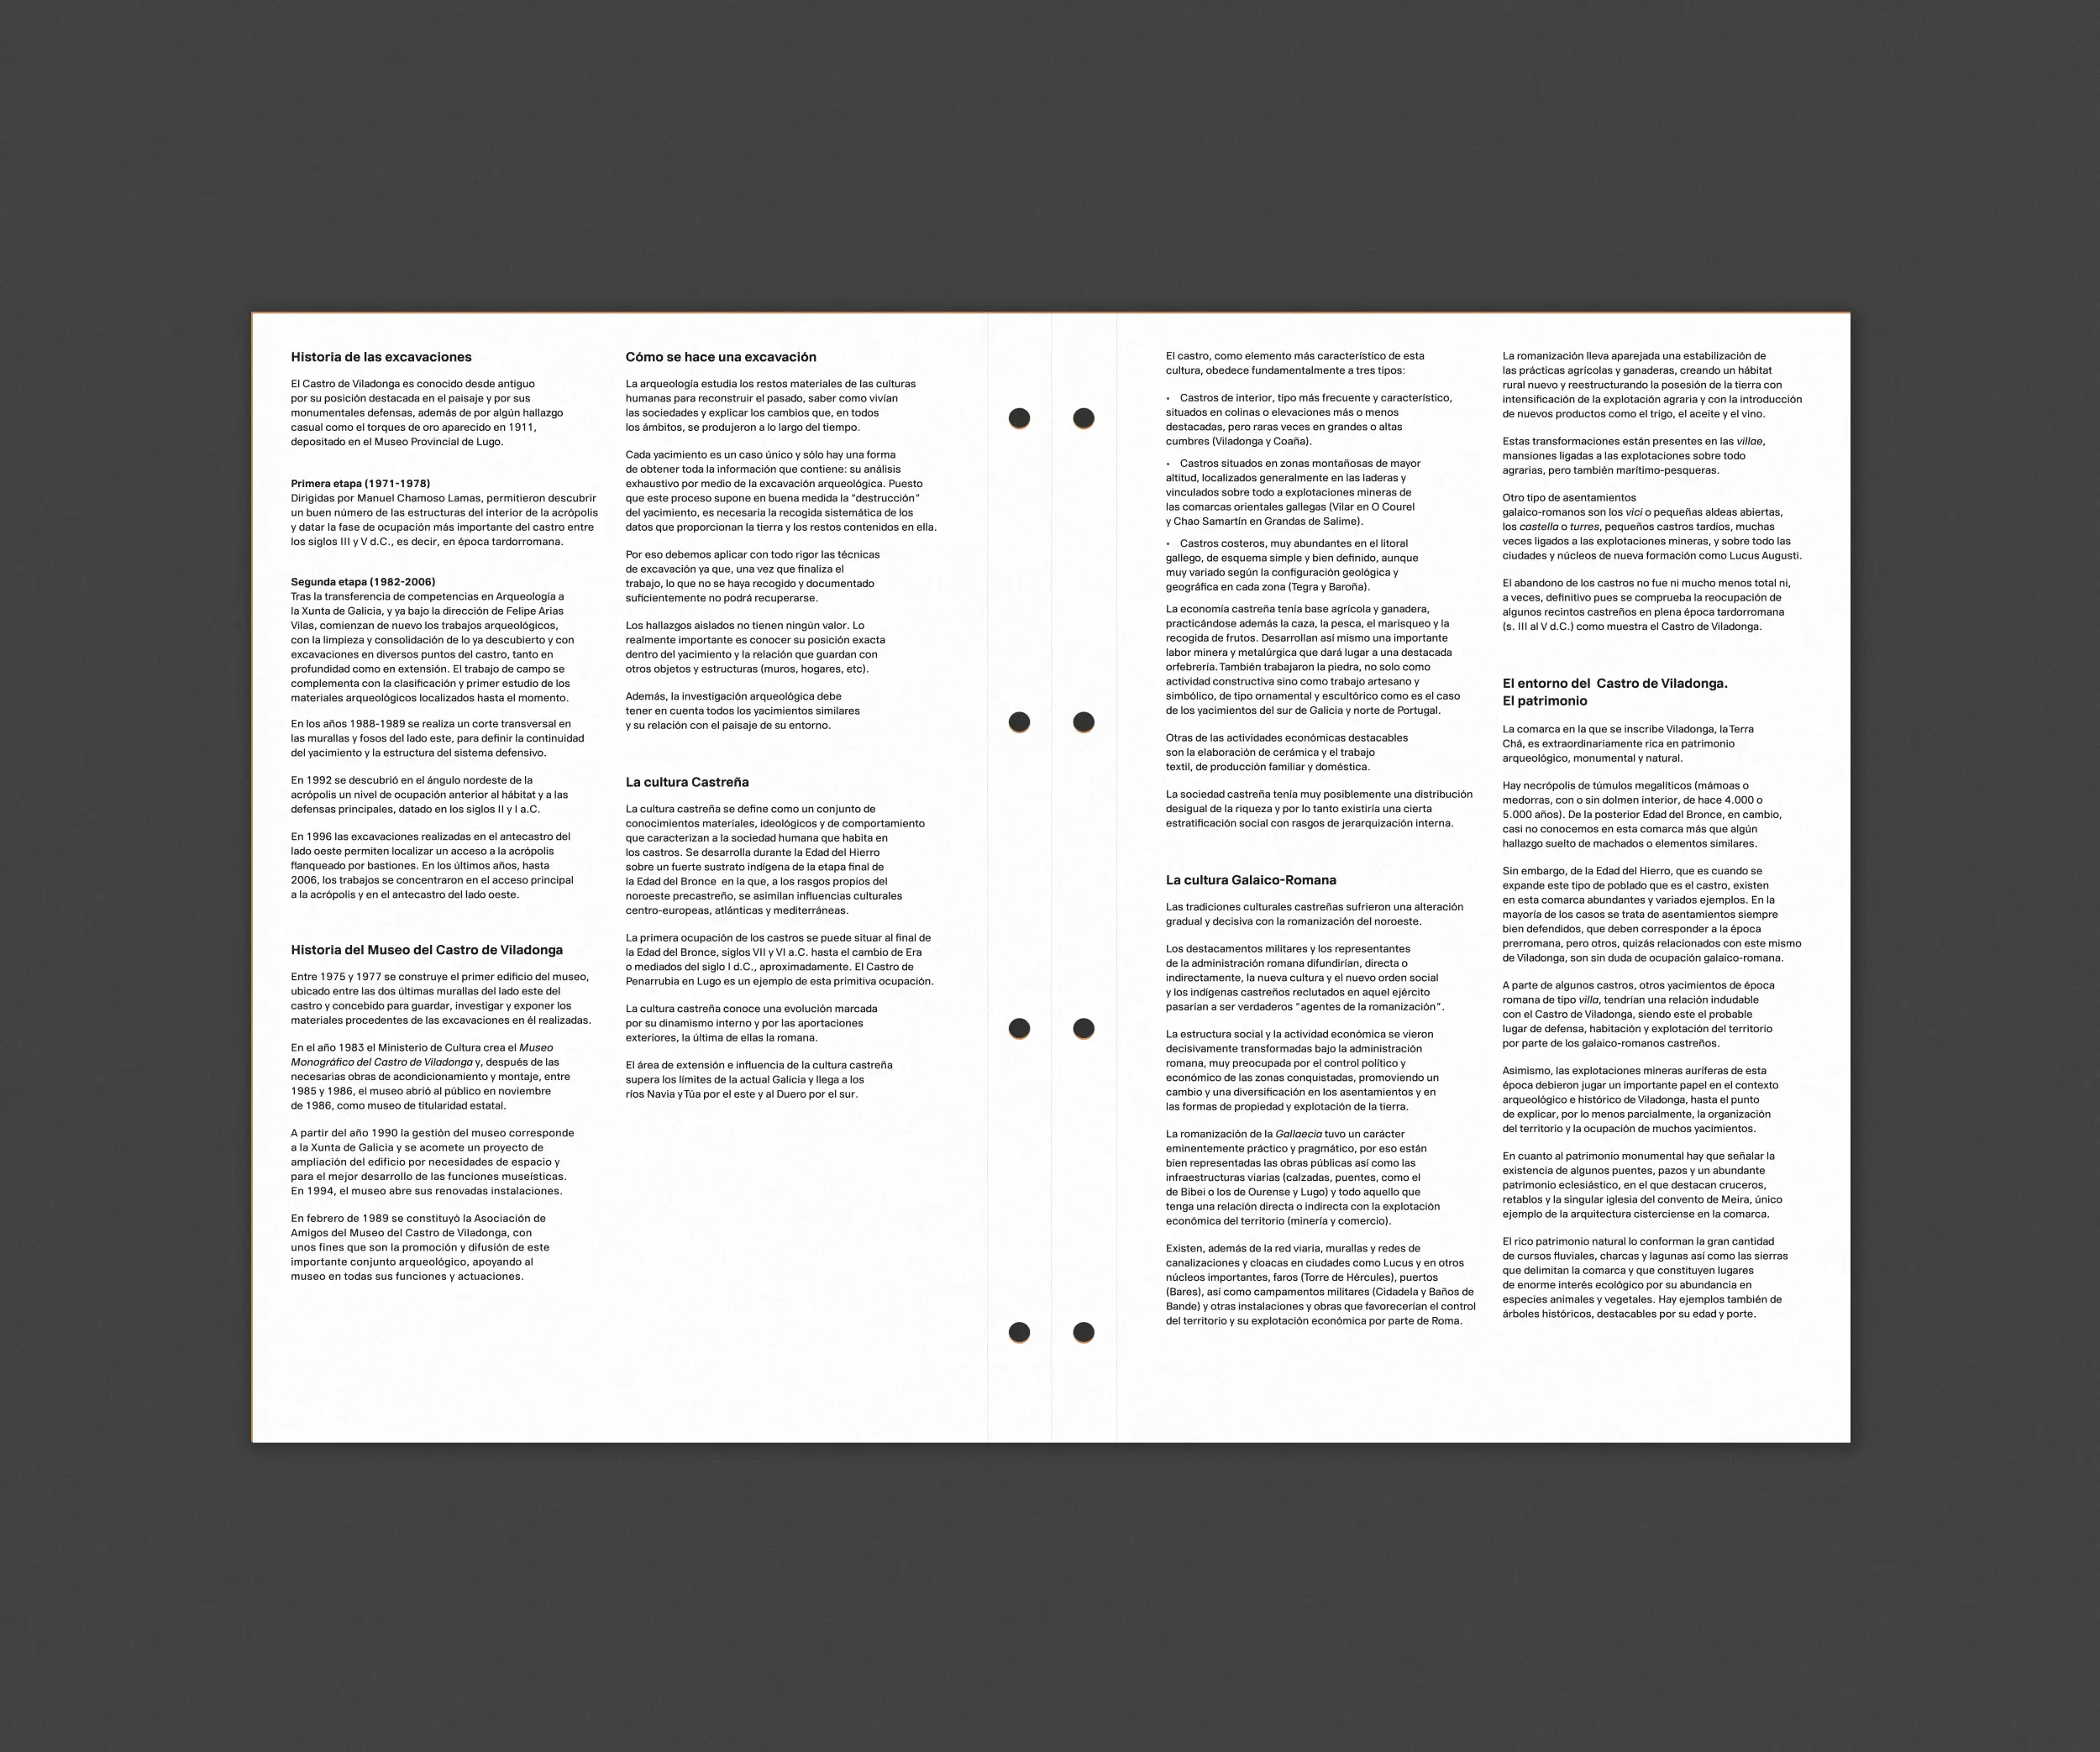 Historia de las excavaciones
El Castro de Viladonga es conocido desde antiguo
por su posición destacada en el paisaje y por sus
monumentales defensas, además de por algún hallazgo
casual como el torques de oro aparecido en 1911,
depositado en el Museo Provincial de Lugo.
Primera etapa (1971-1978)
Dirigidas por Manuel Chamoso Lamas, permitieron descubrir
un buen número de las estructuras del interior de la acrópolis
y datar la fase de ocupación más importante del castro entre
los siglos III y V d.C., es decir, en época tardorromana.
Segunda etapa (1982-2006)
Tras la transferencia de competencias en Arqueología a
la Xunta de Galicia, y ya bajo la dirección de Felipe Arias
Vilas, comienzan de nuevo los trabajos arqueológicos,
con la limpieza y consolidación de lo ya descubierto y con
excavaciones en diversos puntos del castro, tanto en
profundidad como en extensión. El trabajo de campo se
complementa con la clasificación y primer estudio de los
materiales arqueológicos localizados hasta el momento.
En los años 1988-1989 se realiza un corte transversal en
las murallas y fosos del lado este, para definir la continuidad
del yacimiento y la estructura del sistema defensivo.
En 1992 se descubrió en el ángulo nordeste de la
acrópolis un nivel de ocupación anterior al hábitat y a las
defensas principales, datado en los siglos II y I a.C.
En 1996 las excavaciones realizadas en el antecastro del
lado oeste permiten localizar un acceso a la acrópolis
flanqueado por bastiones. En los últimos años, hasta
2006, los trabajos se concentraron en el acceso principal
a la acrópolis y en el antecastro del lado oeste.
Historia del Museo del Castro de Viladonga
Entre 1975 y 1977 se construye el primer edificio del museo,
ubicado entre las dos últimas murallas del lado este del
castro y concebido para guardar, investigar y exponer los
materiales procedentes de las excavaciones en él realizadas.
En el año 1983 el Ministerio de Cultura crea el Museo
Monográfico del Castro de Viladonga y, después de las
necesarias obras de acondicionamiento y montaje, entre
1985 y 1986, el museo abrió al público en noviembre
de 1986, como museo de titularidad estatal.
A partir del año 1990 la gestión del museo corresponde
a la Xunta de Galicia y se acomete un proyecto de
ampliación del edificio por necesidades de espacio y
para el mejor desarrollo de las funciones museísticas.
En 1994, el museo abre sus renovadas instalaciones.
En febrero de 1989 se constituyó la Asociación de
Amigos del Museo del Castro de Viladonga, con
unos fines que son la promoción y difusión de este
importante conjunto arqueológico, apoyando al
museo en todas sus funciones y actuaciones.
Cómo se hace una excavación
La arqueología estudia los restos materiales de las culturas
humanas para reconstruir el pasado, saber como vivían
las sociedades y explicar los cambios que, en todos
los ámbitos, se produjeron a lo largo del tiempo.
Cada yacimiento es un caso único y sólo hay una forma
de obtener toda la información que contiene: su análisis
exhaustivo por medio de la excavación arqueológica. Puesto
que este proceso supone en buena medida la “destrucción”
del yacimiento, es necesaria la recogida sistemática de los
datos que proporcionan la tierra y los restos contenidos en ella.
Por eso debemos aplicar con todo rigor las técnicas
de excavación ya que, una vez que finaliza el
trabajo, lo que no se haya recogido y documentado
suficientemente no podrá recuperarse.
Los hallazgos aislados no tienen ningún valor. Lo
realmente importante es conocer su posición exacta
dentro del yacimiento y la relación que guardan con
otros objetos y estructuras (muros, hogares, etc).
Además, la investigación arqueológica debe
tener en cuenta todos los yacimientos similares
y su relación con el paisaje de su entorno.
La cultura Castreña
La cultura castreña se define como un conjunto de
conocimientos materiales, ideológicos y de comportamiento
que caracterizan a la sociedad humana que habita en
los castros. Se desarrolla durante la Edad del Hierro
sobre un fuerte sustrato indígena de la etapa final de
la Edad del Bronce en la que, a los rasgos propios del
noroeste precastreño, se asimilan influencias culturales
centro-europeas, atlánticas y mediterráneas.
La primera ocupación de los castros se puede situar al final de
la Edad del Bronce, siglos VII y VI a.C. hasta el cambio de Era
o mediados del siglo I d.C., aproximadamente. El Castro de
Penarrubia en Lugo es un ejemplo de esta primitiva ocupación.
La cultura castreña conoce una evolución marcada
por su dinamismo interno y por las aportaciones
exteriores, la última de ellas la romana.
El área de extensión e influencia de la cultura castreña
supera los límites de la actual Galicia y llega a los
ríos Navia y Túa por el este y al Duero por el sur.
El castro, como elemento más característico de esta
cultura, obedece fundamentalmente a tres tipos:
• Castros de interior, tipo más frecuente y característico,
situados en colinas o elevaciones más o menos
destacadas, pero raras veces en grandes o altas
cumbres (Viladonga y Coaña).
• Castros situados en zonas montañosas de mayor
altitud, localizados generalmente en las laderas y
vinculados sobre todo a explotaciones mineras de
las comarcas orientales gallegas (Vilar en O Courel
y Chao Samartín en Grandas de Salime).
• Castros costeros, muy abundantes en el litoral
gallego, de esquema simple y bien definido, aunque
muy variado según la configuración geológica y
geográfica en cada zona (Tegra y Baroña).
La economía castreña tenía base agrícola y ganadera,
practicándose además la caza, la pesca, el marisqueo y la
recogida de frutos. Desarrollan así mismo una importante
labor minera y metalúrgica que dará lugar a una destacada
orfebrería. También trabajaron la piedra, no solo como
actividad constructiva sino como trabajo artesano y
simbólico, de tipo ornamental y escultórico como es el caso
de los yacimientos del sur de Galicia y norte de Portugal.
Otras de las actividades económicas destacables
son la elaboración de cerámica y el trabajo
textil, de producción familiar y doméstica.
La sociedad castreña tenía muy posiblemente una distribución
desigual de la riqueza y por lo tanto existiría una cierta
estratificación social con rasgos de jerarquización interna.
La cultura Galaico-Romana
Las tradiciones culturales castreñas sufrieron una alteración
gradual y decisiva con la romanización del noroeste.
Los destacamentos militares y los representantes
de la administración romana difundirían, directa o
indirectamente, la nueva cultura y el nuevo orden social
y los indígenas castreños reclutados en aquel ejército
pasarían a ser verdaderos “agentes de la romanización”.
La estructura social y la actividad económica se vieron
decisivamente transformadas bajo la administración
romana, muy preocupada por el control político y
económico de las zonas conquistadas, promoviendo un
cambio y una diversificación en los asentamientos y en
las formas de propiedad y explotación de la tierra.
La romanización de la Gallaecia tuvo un carácter
eminentemente práctico y pragmático, por eso están
bien representadas las obras públicas así como las
infraestructuras viarias (calzadas, puentes, como el
de Bibei o los de Ourense y Lugo) y todo aquello que
tenga una relación directa o indirecta con la explotación
económica del territorio (minería y comercio).
Existen, además de la red viaria, murallas y redes de
canalizaciones y cloacas en ciudades como Lucus y en otros
núcleos importantes, faros (Torre de Hércules), puertos
(Bares), así como campamentos militares (Cidadela y Baños de
Bande) y otras instalaciones y obras que favorecerían el control
del territorio y su explotación económica por parte de Roma.
La romanización lleva aparejada una estabilización de
las prácticas agrícolas y ganaderas, creando un hábitat
rural nuevo y reestructurando la posesión de la tierra con
intensificación de la explotación agraria y con la introducción
de nuevos productos como el trigo, el aceite y el vino.
Estas transformaciones están presentes en las villae,
mansiones ligadas a las explotaciones sobre todo
agrarias, pero también marítimo-pesqueras.
Otro tipo de asentamientos
galaico-romanos son los vici o pequeñas aldeas abiertas,
los castella o turres, pequeños castros tardíos, muchas
veces ligados a las explotaciones mineras, y sobre todo las
ciudades y núcleos de nueva formación como Lucus Augusti.
El abandono de los castros no fue ni mucho menos total ni,
a veces, definitivo pues se comprueba la reocupación de
algunos recintos castreños en plena época tardorromana
(s. III al V d.C.) como muestra el Castro de Viladonga.
El entorno del Castro de Viladonga.
El patrimonio
La comarca en la que se inscribe Viladonga, la Terra
Chá, es extraordinariamente rica en patrimonio
arqueológico, monumental y natural.
Hay necrópolis de túmulos megalíticos (mámoas o
medorras, con o sin dolmen interior, de hace 4.000 o
5.000 años). De la posterior Edad del Bronce, en cambio,
casi no conocemos en esta comarca más que algún
hallazgo suelto de machados o elementos similares.
Sin embargo, de la Edad del Hierro, que es cuando se
expande este tipo de poblado que es el castro, existen
en esta comarca abundantes y variados ejemplos. En la
mayoría de los casos se trata de asentamientos siempre
bien defendidos, que deben corresponder a la época
prerromana, pero otros, quizás relacionados con este mismo
de Viladonga, son sin duda de ocupación galaico-romana.
A parte de algunos castros, otros yacimientos de época
romana de tipo villa, tendrían una relación indudable
con el Castro de Viladonga, siendo este el probable
lugar de defensa, habitación y explotación del territorio
por parte de los galaico-romanos castreños.
Asimismo, las explotaciones mineras auríferas de esta
época debieron jugar un importante papel en el contexto
arqueológico e histórico de Viladonga, hasta el punto
de explicar, por lo menos parcialmente, la organización
del territorio y la ocupación de muchos yacimientos.
En cuanto al patrimonio monumental hay que señalar la
existencia de algunos puentes, pazos y un abundante
patrimonio eclesiástico, en el que destacan cruceros,
retablos y la singular iglesia del convento de Meira, único
ejemplo de la arquitectura cisterciense en la comarca.
El rico patrimonio natural lo conforman la gran cantidad
de cursos fluviales, charcas y lagunas así como las sierras
que delimitan la comarca y que constituyen lugares
de enorme interés ecológico por su abundancia en
especies animales y vegetales. Hay ejemplos también de
árboles históricos, destacables por su edad y porte.